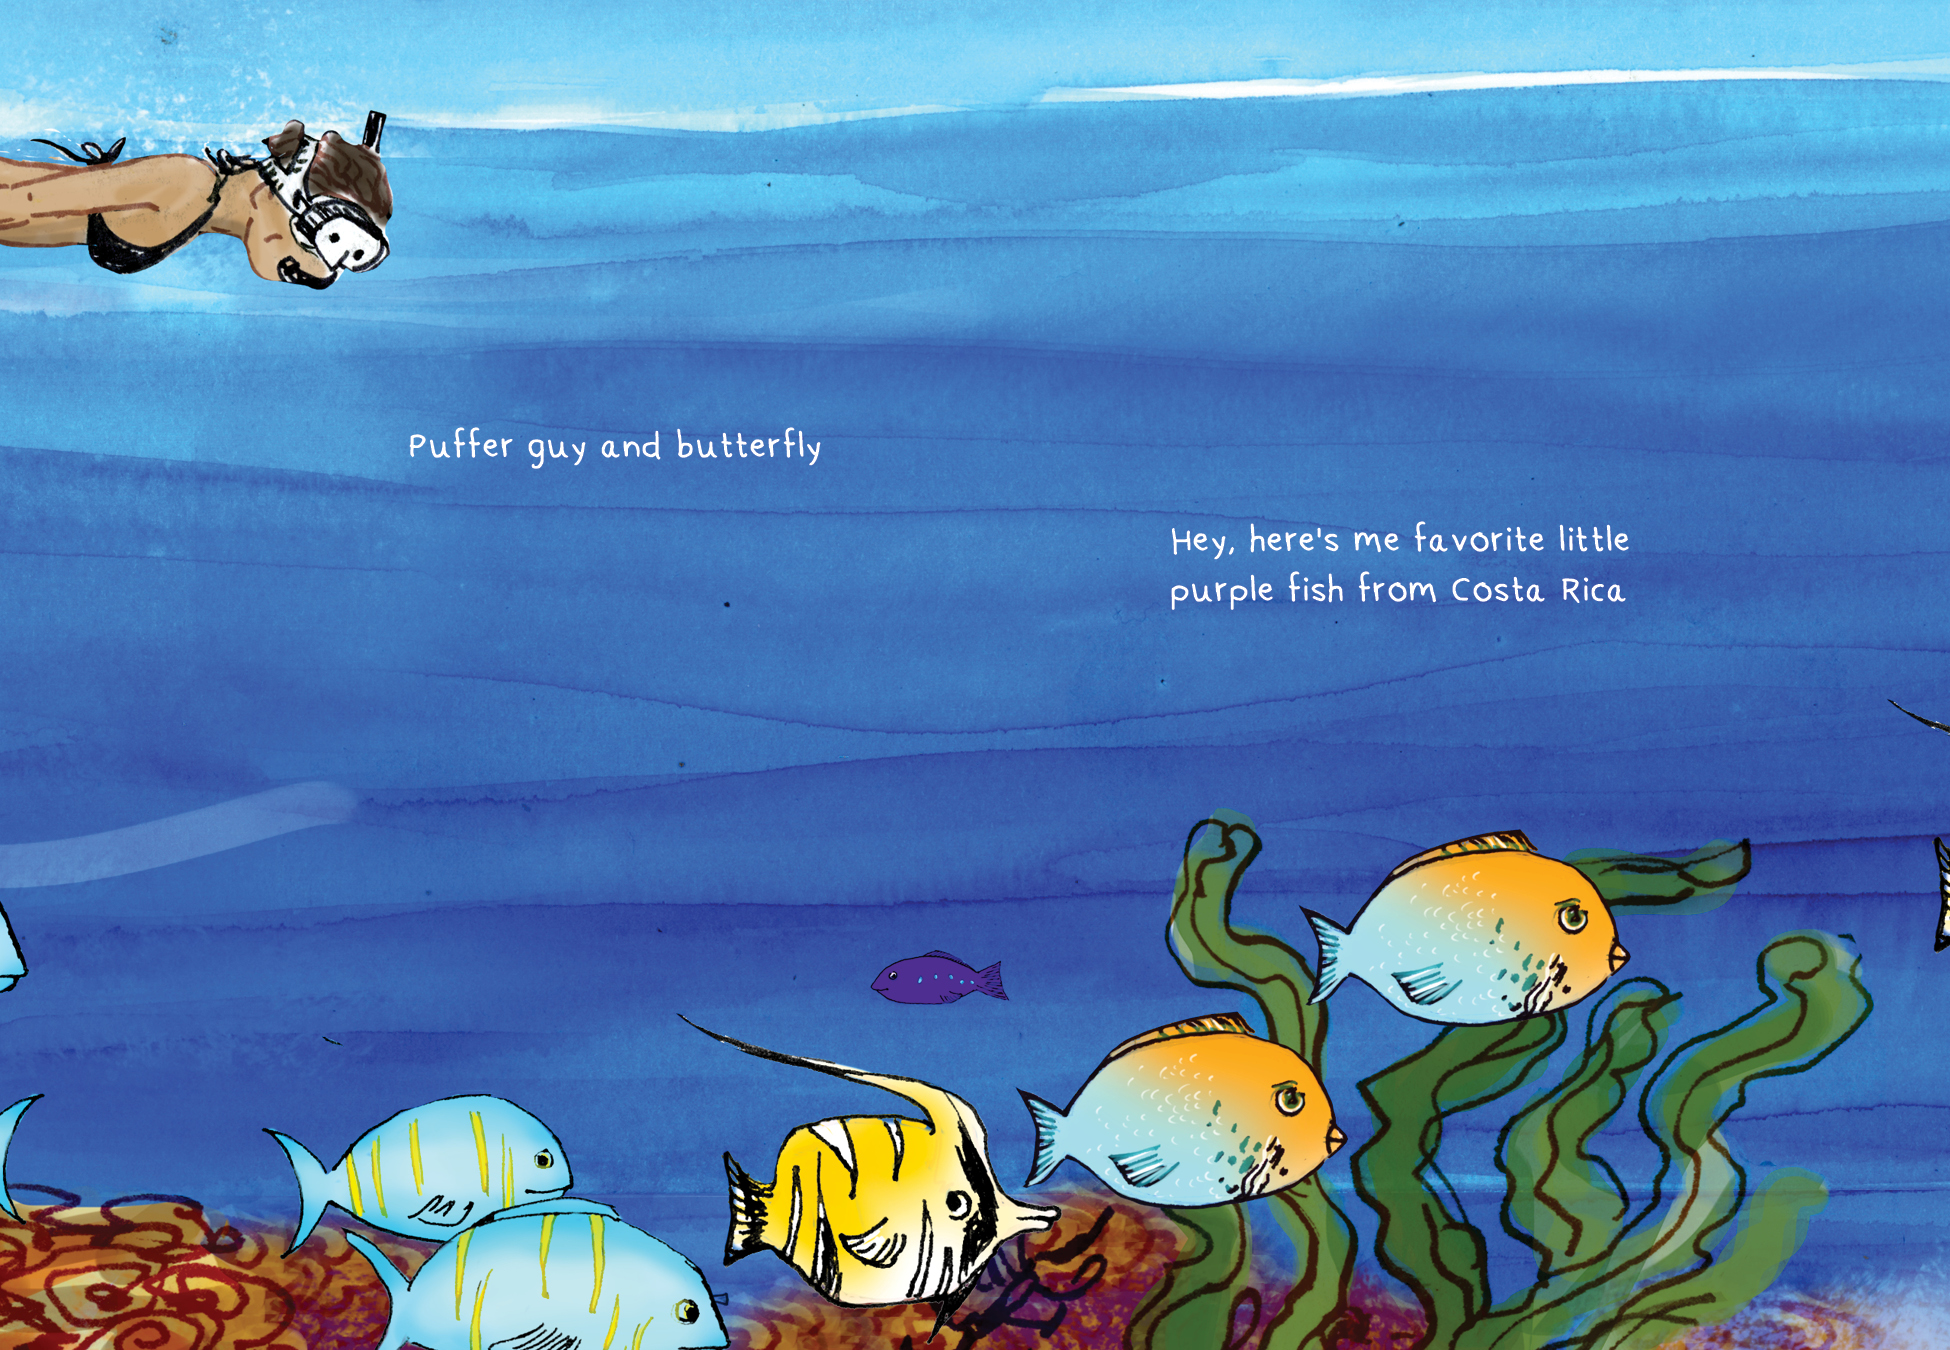 Puffer guy and butterfly
Hey, here's me favorite little
purple fish from Costa Rica